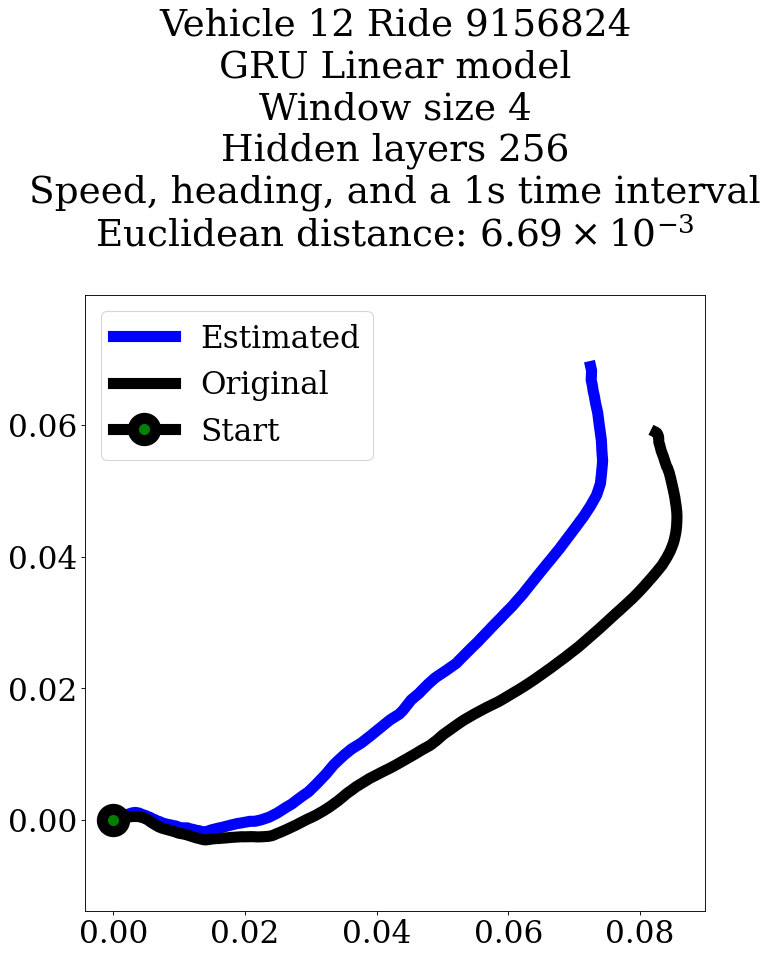 Vehicle 12 Ride 9156824
GRU Linear model
Window size 4
Hidden layers 256
Speed, heading, and a 1s time interval
Euclidean distance: 6.69 × 10⁻³
Estimated
Original
Start
0.06
0.04
0.02
0.00
0.00 0.02 0.04 0.06 0.08